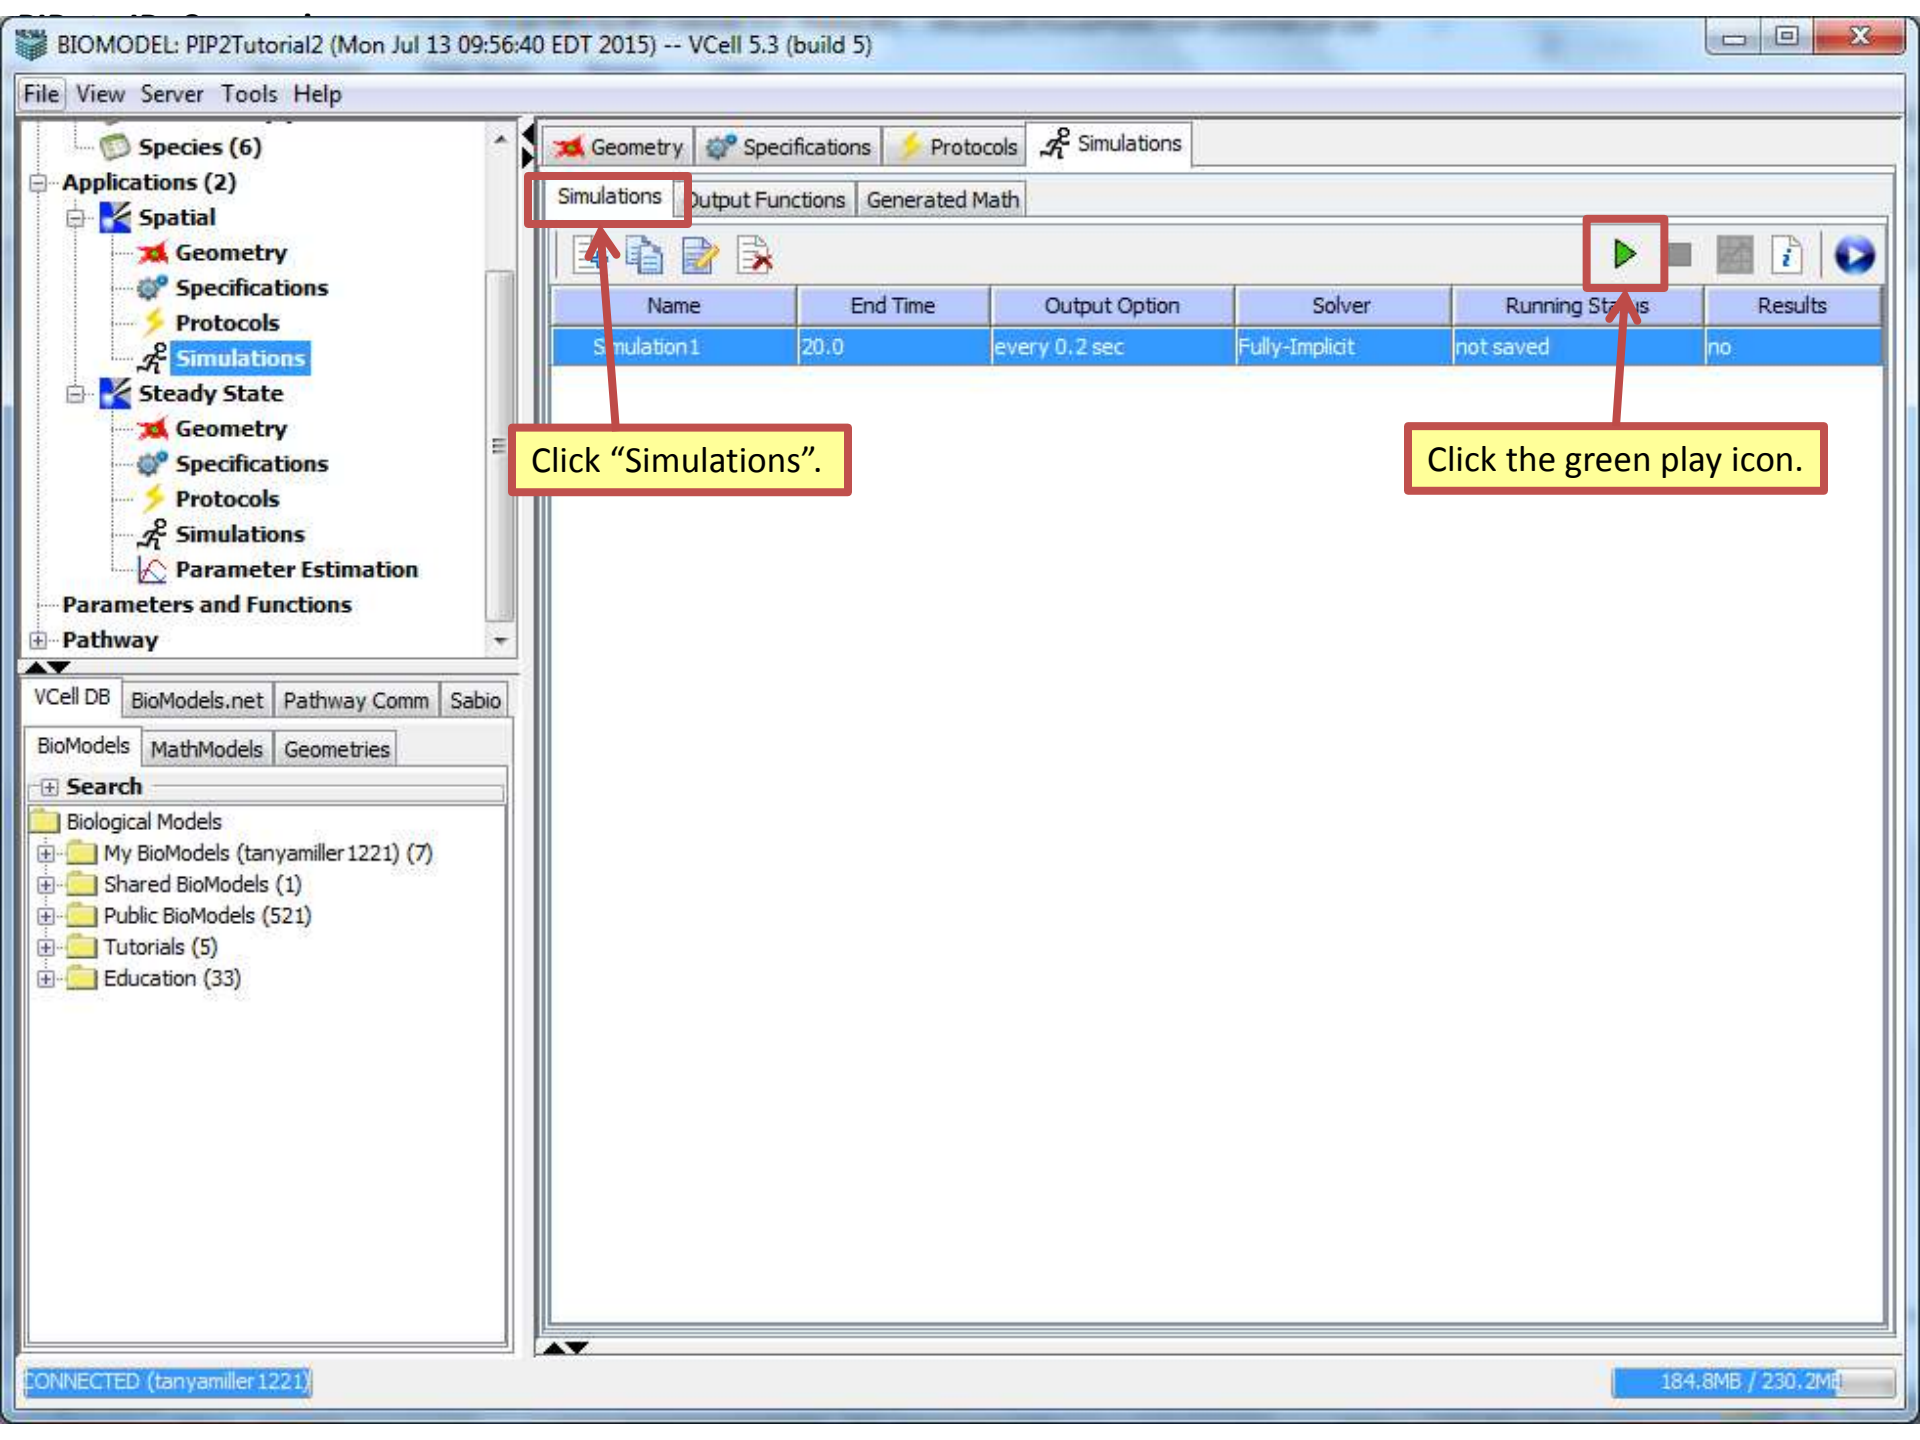 BIOMODEL: PIP2Tutorial2 (Mon Jul 13 09:56:40 EDT 2015) -- VCell 5.3 (build 5)
File View Server Tools Help
Species (6)
Applications (2)
Spatial
Geometry
Specifications
Protocols
Simulations
Steady State
Geometry
Specifications
Protocols
Simulations
Parameter Estimation
Parameters and Functions
Pathway
VCell DB BioModels.net Pathway Comm Sabio
BioModels MathModels Geometries
Search
Biological Models
My BioModels (tanyamiller1221) (7)
Shared BioModels (1)
Public BioModels (521)
Tutorials (5)
Education (33)
Geometry Specifications Protocols Simulations
Simulations Output Functions Generated Math
Name End Time Output Option Solver Running Status Results
Simulation1 20.0 every 0.2 sec Fully-Implicit not saved no
Click “Simulations”.
Click the green play icon.
CONNECTED (tanyamiller1221)
184.8MB / 230.2MB